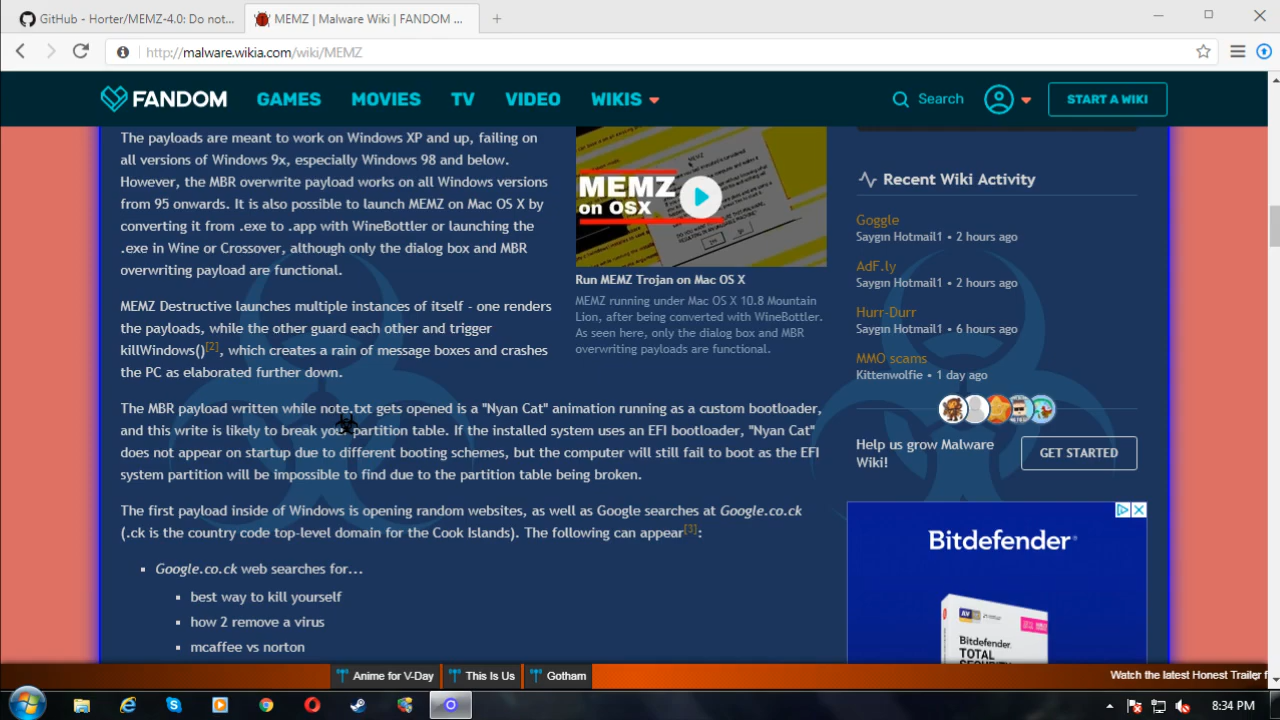 GitHub - Horter/MEMZ-4.0: Do not...
MEMZ | Malware Wiki | FANDOM ...
http://malware.wikia.com/wiki/MEMZ
FANDOM
GAMES
MOVIES
TV
VIDEO
WIKIS
Search
START A WIKI
The payloads are meant to work on Windows XP and up, failing on
all versions of Windows 9x, especially Windows 98 and below.
However, the MBR overwrite payload works on all Windows versions
from 95 onwards. It is also possible to launch MEMZ on Mac OS X by
converting it from .exe to .app with WineBottler or launching the
.exe in Wine or Crossover, although only the dialog box and MBR
overwriting payload are functional.
MEMZ Destructive launches multiple instances of itself - one renders
the payloads, while the other guard each other and trigger
killWindows()[2], which creates a rain of message boxes and crashes
the PC as elaborated further down.
The MBR payload written while note.txt gets opened is a "Nyan Cat" animation running as a custom bootloader,
and this write is likely to break your partition table. If the installed system uses an EFI bootloader, "Nyan Cat"
does not appear on startup due to different booting schemes, but the computer will still fail to boot as the EFI
system partition will be impossible to find due to the partition table being broken.
The first payload inside of Windows is opening random websites, as well as Google searches at Google.co.ck
(.ck is the country code top-level domain for the Cook Islands). The following can appear[3]:
Google.co.ck web searches for...
best way to kill yourself
how 2 remove a virus
mcaffee vs norton
MEMZ
MEMZ
on OSX
Run MEMZ Trojan on Mac OS X
MEMZ running under Mac OS X 10.8 Mountain
Lion, after being converted with WineBottler.
As seen here, only the dialog box and MBR
overwriting payloads are functional.
Recent Wiki Activity
Goggle
Saygın Hotmail1 • 2 hours ago
AdF.ly
Saygın Hotmail1 • 2 hours ago
Hurr-Durr
Saygın Hotmail1 • 6 hours ago
MMO scams
Kittenwolfie • 1 day ago
Help us grow Malware
Wiki!
GET STARTED
Bitdefender
Bitdefender
TOTAL
SECURITY
Anime for V-Day
This Is Us
Gotham
Watch the latest Honest Trailer f
8:34 PM